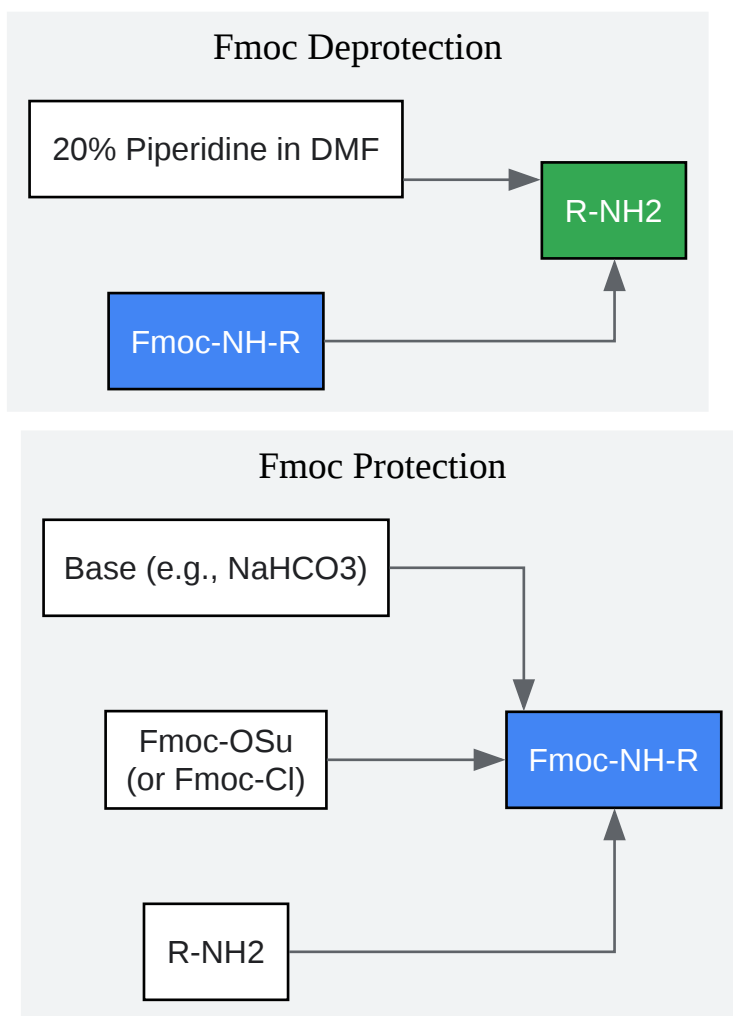 Fmoc Deprotection
20% Piperidine in DMF
R-NH2
Fmoc-NH-R
Fmoc Protection
Base (e.g., NaHCO3)
Fmoc-OSu
(or Fmoc-Cl)
Fmoc-NH-R
R-NH2